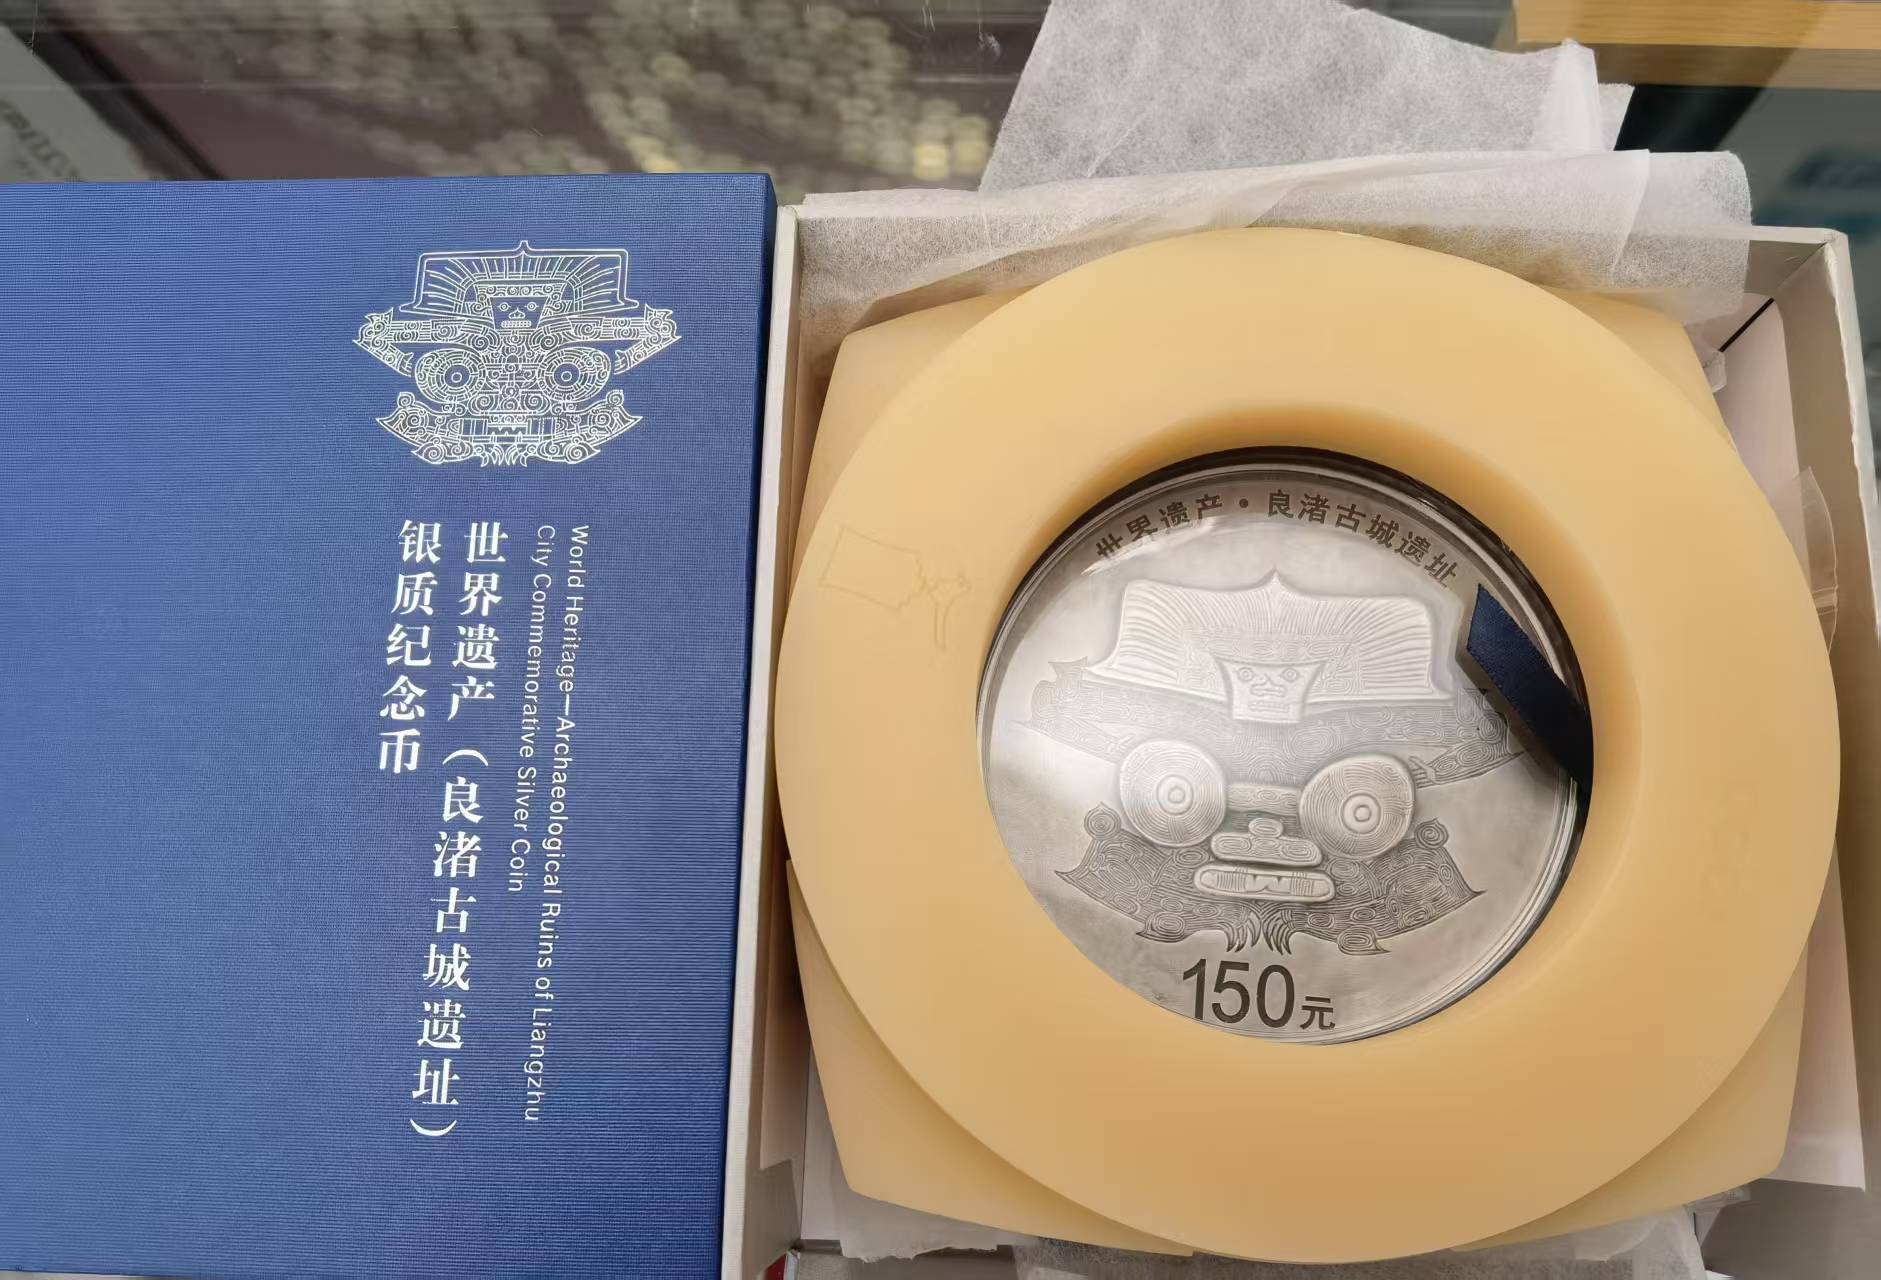 世界遗产（良渚古城遗址）
银质纪念币
World Heritage—Archaeological Ruins of Liangzhu
City Commemorative Silver Coin
世界遗产·良渚古城遗址
150元